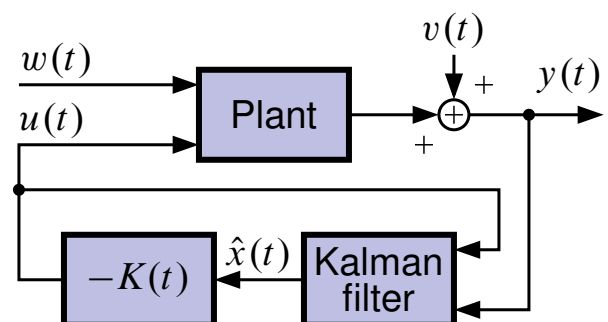 v(t)
w(t)
+
y(t)
Plant
+
u(t)
+
−K(t)
x̂(t)
Kalman
filter